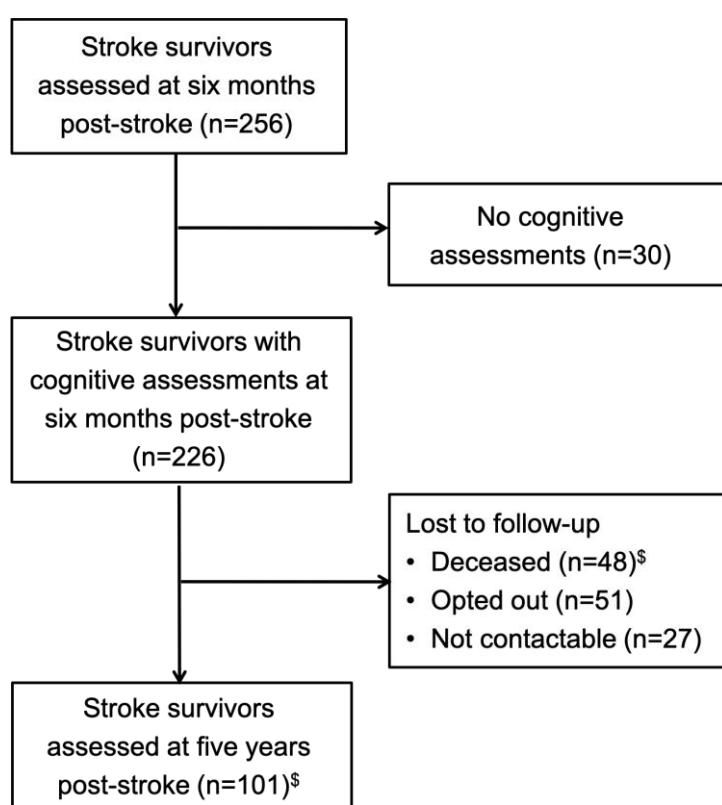 Stroke survivors
assessed at six months
post-stroke (n=256)
No cognitive
assessments (n=30)
Stroke survivors with
cognitive assessments at
six months post-stroke
(n=226)
Lost to follow-up
• Deceased (n=48)$
• Opted out (n=51)
• Not contactable (n=27)
Stroke survivors
assessed at five years
post-stroke (n=101)$